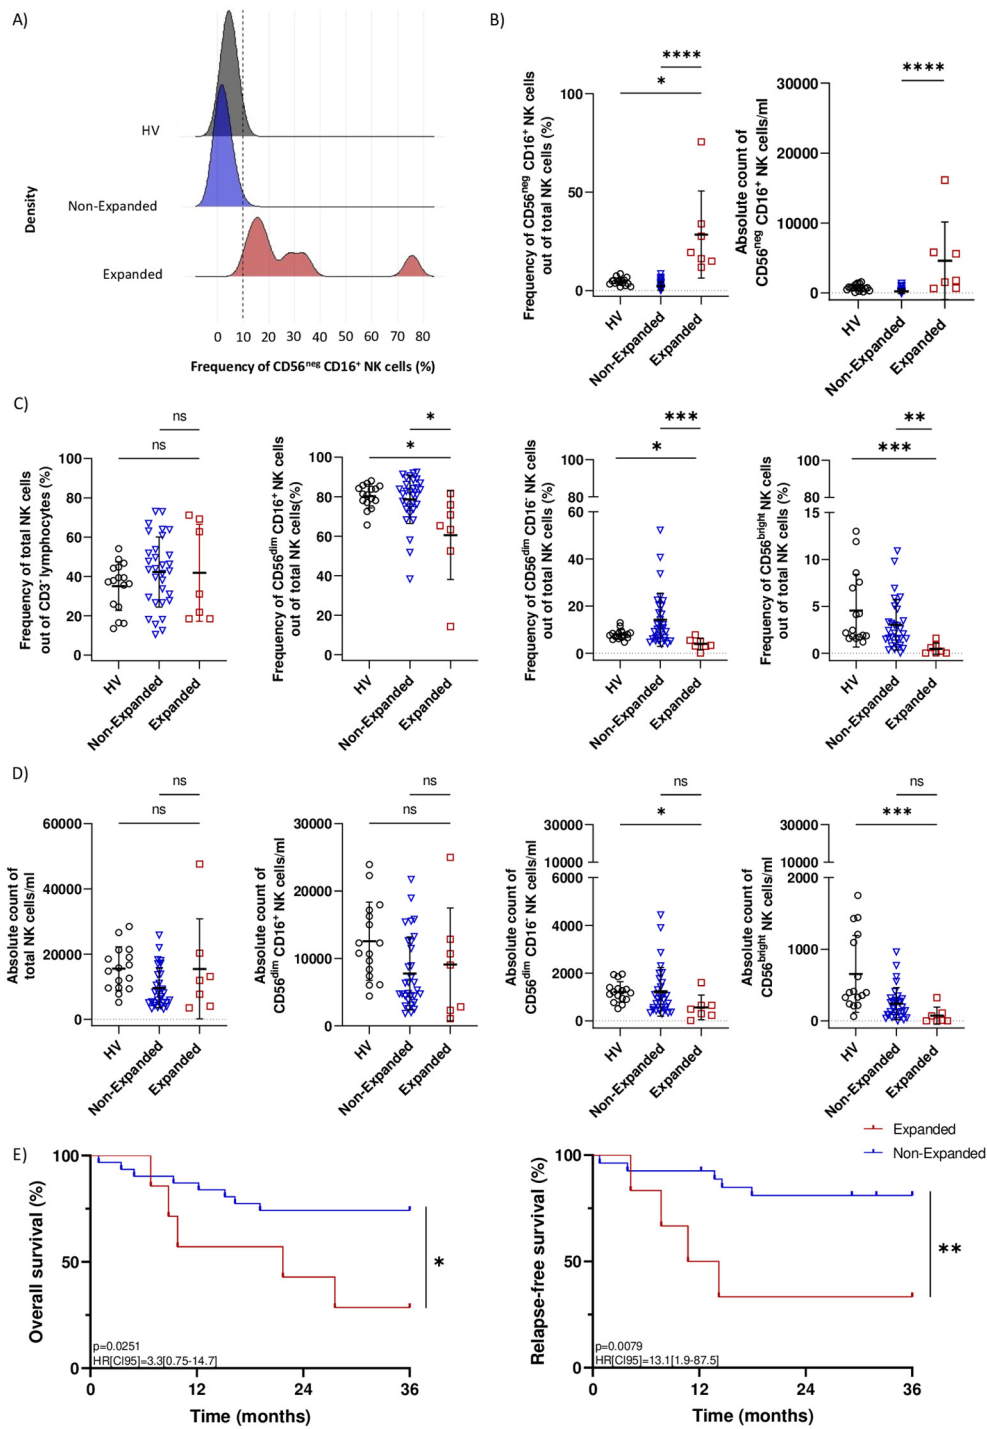 A)
HV
Non-Expanded
Expanded
Density
0 10 20 30 40 50 60 70 80
Frequency of CD56neg CD16+ NK cells (%)
B)
****
*
Frequency of CD56neg CD16+ NK cells
out of total NK cells (%)
100
50
0
HV
Non-Expanded
Expanded
****
Absolute count of
CD56neg CD16+ NK cells/ml
30000
20000
10000
0
HV
Non-Expanded
Expanded
C)
ns
ns
Frequency of total NK cells
out of CD3- lymphocytes (%)
100
80
60
40
20
0
HV
Non-Expanded
Expanded
*
*
Frequency of CD56dim CD16+ NK cells
out of total NK cells(%)
100
80
60
40
20
0
HV
Non-Expanded
Expanded
***
*
Frequency of CD56dim CD16- NK cells
out of total NK cells (%)
100
80
60
40
20
0
HV
Non-Expanded
Expanded
**
***
Frequency of CD56bright NK cells
out of total NK cells (%)
100
80
15
10
5
0
HV
Non-Expanded
Expanded
D)
ns
ns
Absolute count of
total NK cells/ml
60000
40000
20000
0
HV
Non-Expanded
Expanded
ns
ns
Absolute count of
CD56dim CD16+ NK cells/ml
30000
20000
10000
0
HV
Non-Expanded
Expanded
ns
*
Absolute count of
CD56dim CD16- NK cells/ml
30000
10000
6000
4000
2000
0
HV
Non-Expanded
Expanded
ns
***
Absolute count of
CD56bright NK cells/ml
30000
10000
2000
1000
0
HV
Non-Expanded
Expanded
E)
Expanded
Non-Expanded
Overall survival (%)
100
50
0
*
p=0.0251
HR[CI95]=3.3[0.75-14.7]
0 12 24 36
Time (months)
Relapse-free survival (%)
100
50
0
**
p=0.0079
HR[CI95]=13.1[1.9-87.5]
0 12 24 36
Time (months)